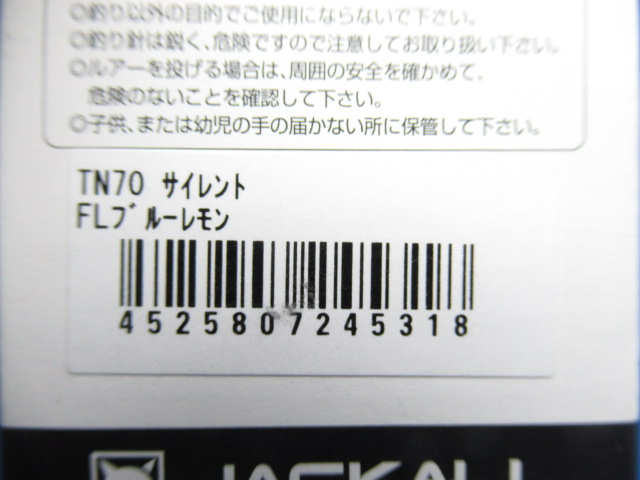 ◎釣り以外の目的でご使用にならないで下さい。
◎釣り針は鋭く、危険ですので注意してお取り扱い下さい。
◎ルアーを投げる場合は、周囲の安全を確かめて、
危険のないことを確認して下さい。
◎子供、または幼児の手の届かない所に保管して下さい。
TN70 サイレント
FLブルーレモン
4525807245318
JACKALL